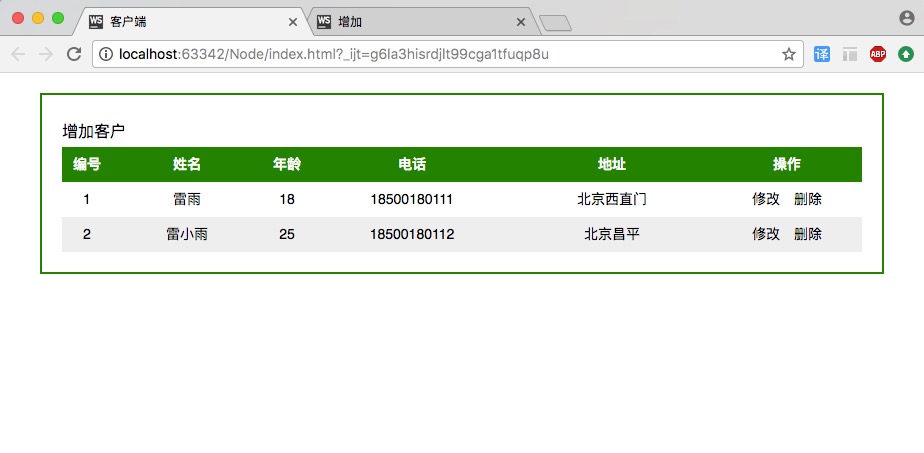 WS 客户端
WS 增加
localhost:63342/Node/index.html?_ijt=g6la3hisrdjlt99cga1tfuqp8u
译 ABP
增加客户
编号 姓名 年龄 电话 地址 操作
1 雷雨 18 18500180111 北京西直门 修改 删除
2 雷小雨 25 18500180112 北京昌平 修改 删除